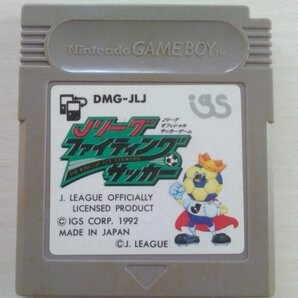 Nintendo GAME BOY™
DMG-JLJ
igs
Jリーグ
オフィシャル
サッカーゲーム
Jリーグ
ファイティング
サッカー
J. LEAGUE OFFICIALLY
LICENSED PRODUCT
© IGS CORP. 1992
MADE IN JAPAN
©J. LEAGUE